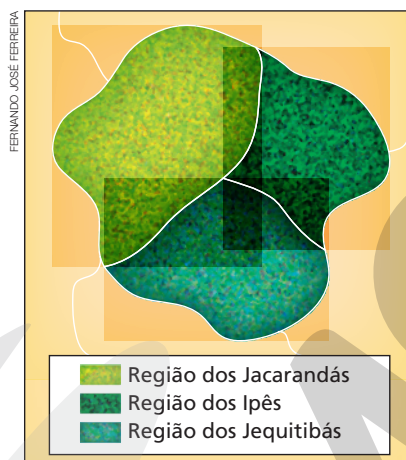 FERNANDO JOSÉ FERREIRA
Região dos Jacarandás
Região dos Ipês
Região dos Jequitibás